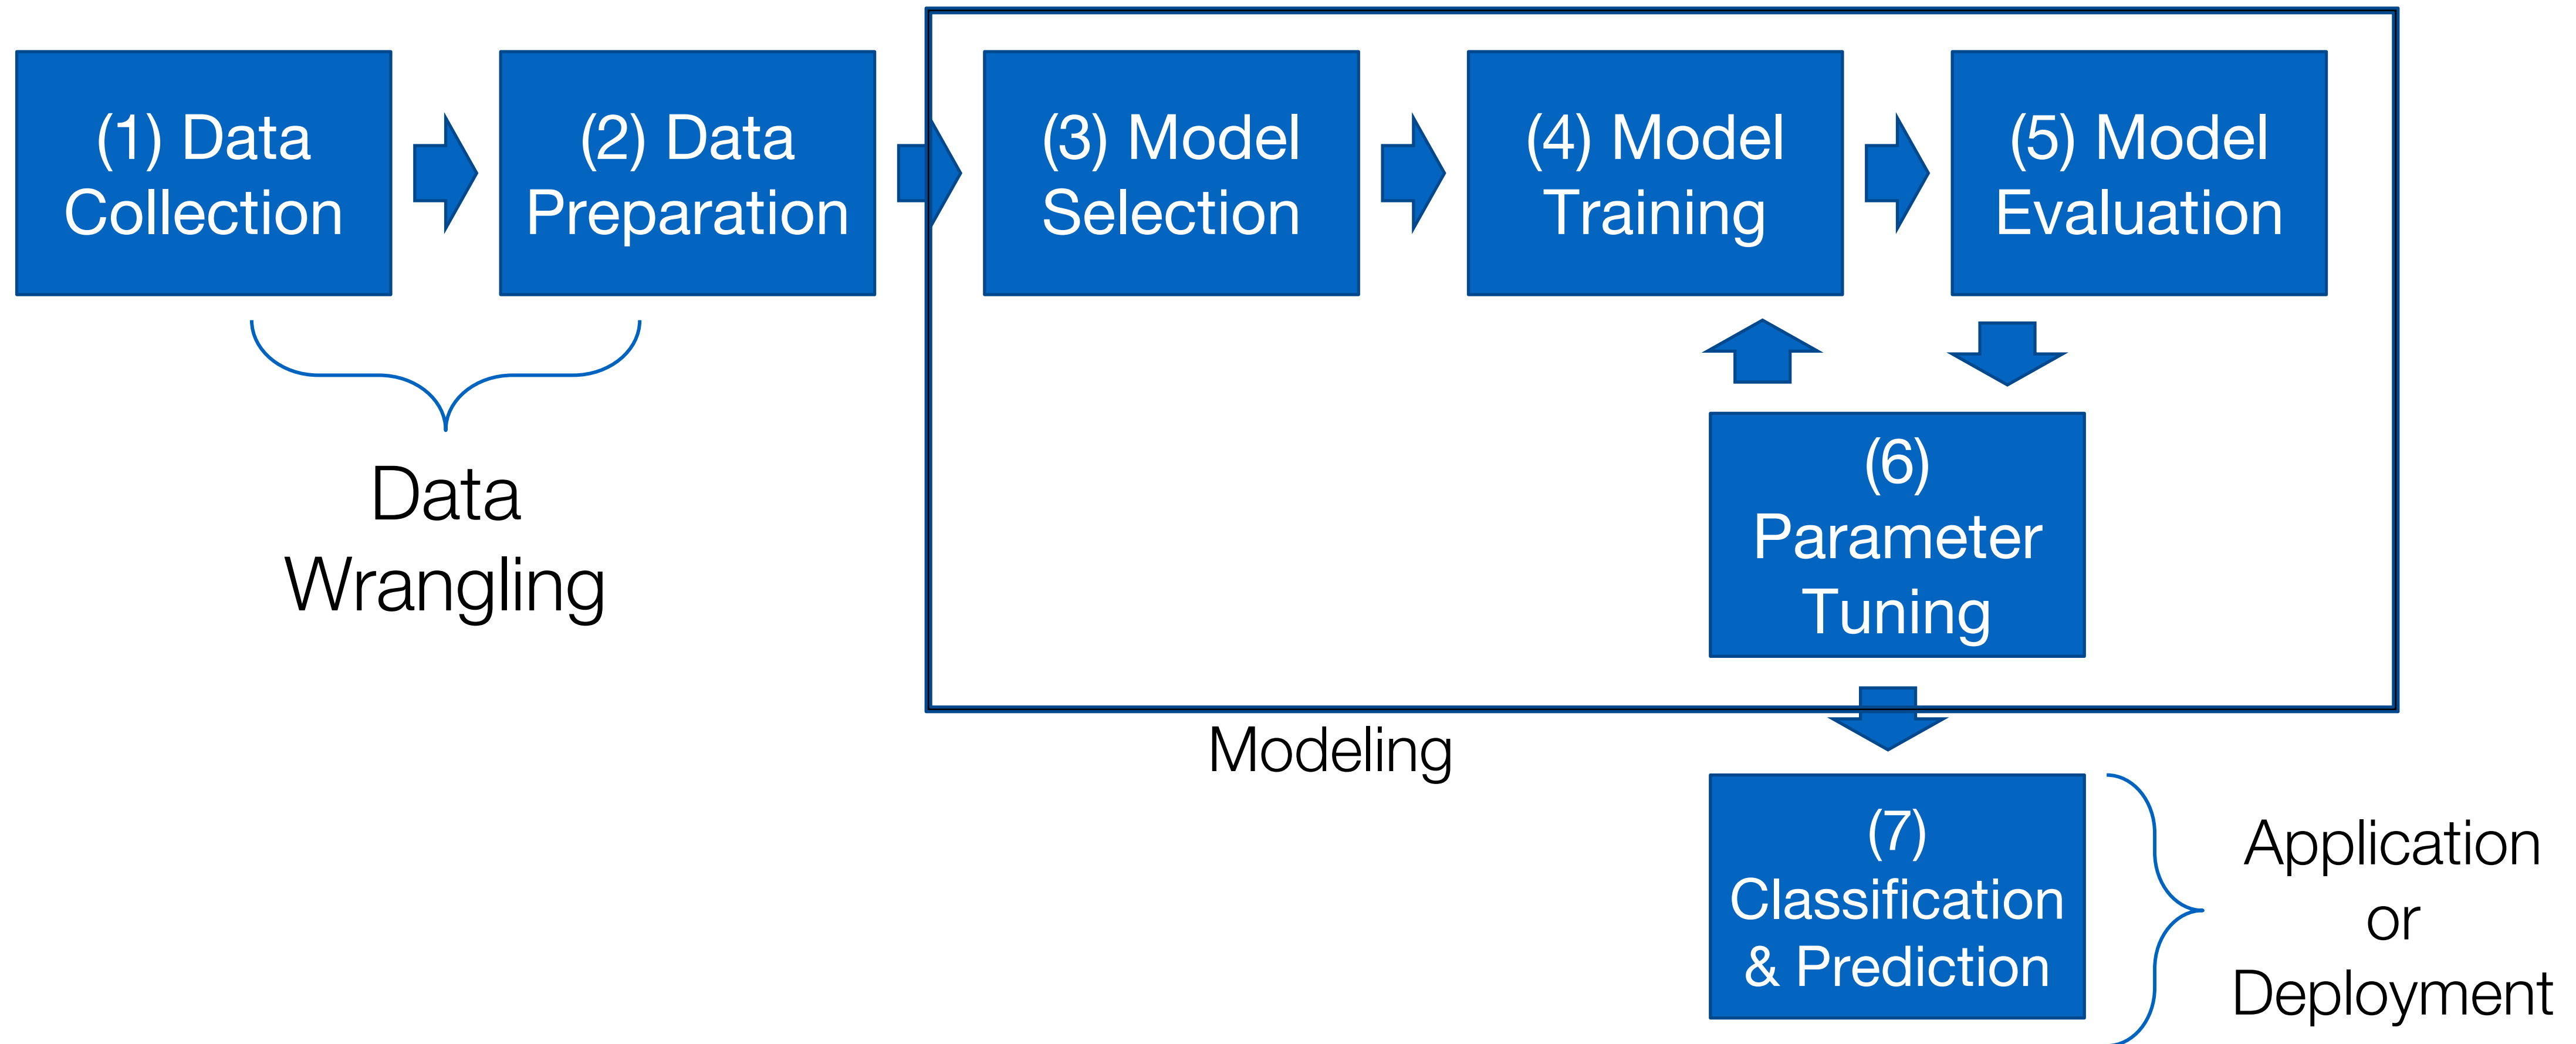 (1) Data
Collection
(2) Data
Preparation
(3) Model
Selection
(4) Model
Training
(5) Model
Evaluation
Data
Wrangling
(6)
Parameter
Tuning
Modeling
(7)
Classification
& Prediction
Application
or
Deployment